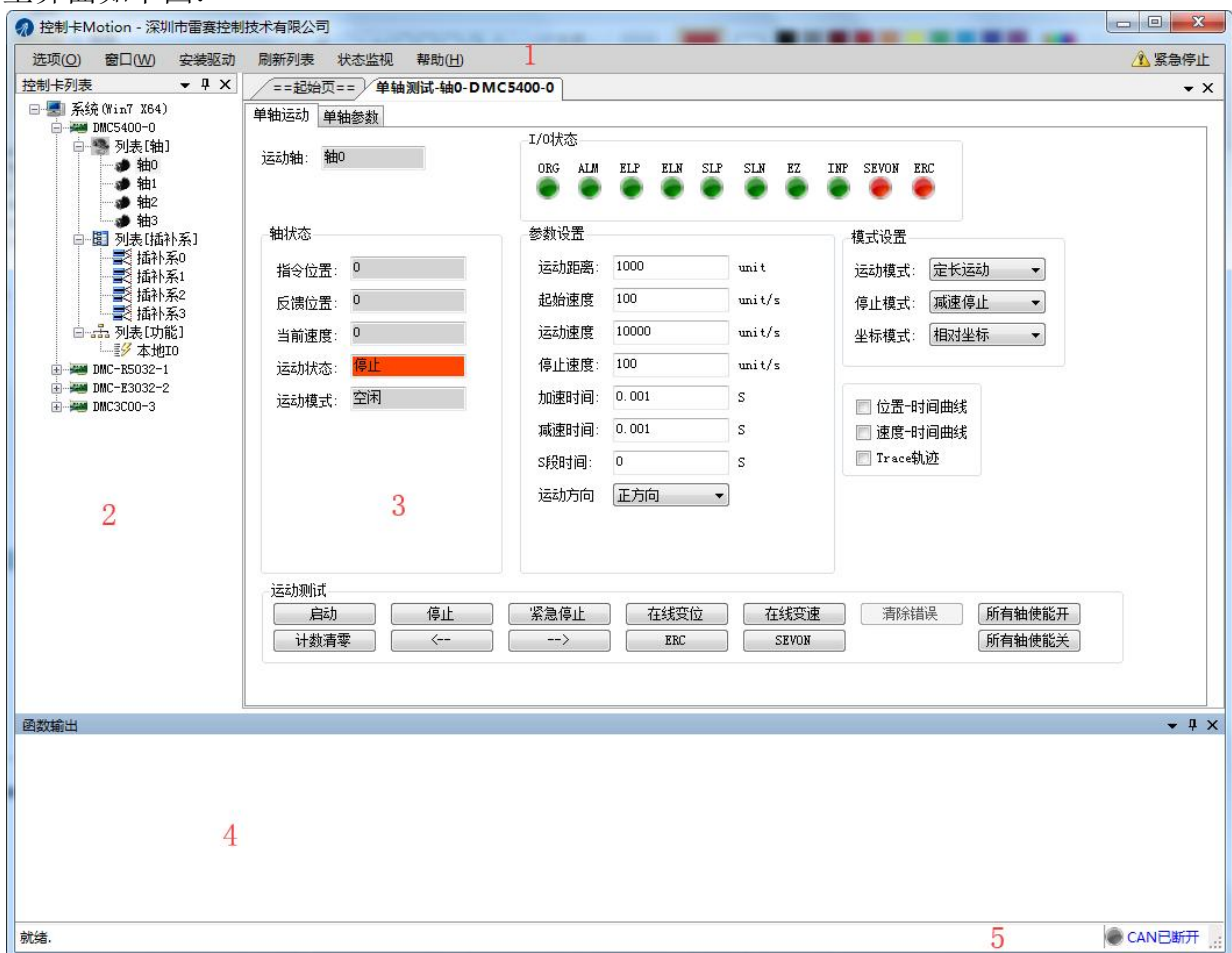 控制卡Motion - 深圳市雷赛控制技术有限公司
选项(O) 窗口(W) 安装驱动 刷新列表 状态监视 帮助(H) 1 紧急停止
控制卡列表
==起始页== 单轴测试-轴0-DMC5400-0
系统(Win7 X64)
DMC5400-0
列表[轴]
轴0
轴1
轴2
轴3
列表[插补系]
插补系0
插补系1
插补系2
插补系3
列表[功能]
本地IO
DMC-R5032-1
DMC-E3032-2
DMC3C00-3
2
单轴运动 单轴参数
运动轴: 轴0
I/O状态
ORG ALM ELP ELN SLP SLN EZ INP SEVON ERC
轴状态
指令位置: 0
反馈位置: 0
当前速度: 0
运动状态: 停止
运动模式: 空闲
3
参数设置
运动距离: 1000 unit
起始速度 100 unit/s
运动速度 10000 unit/s
停止速度: 100 unit/s
加速时间: 0.001 S
减速时间: 0.001 S
S段时间: 0 S
运动方向 正方向
模式设置
运动模式: 定长运动
停止模式: 减速停止
坐标模式: 相对坐标
位置-时间曲线
速度-时间曲线
Trace轨迹
运动测试
启动 停止 紧急停止 在线变位 在线变速 清除错误 所有轴使能开
计数清零 <-- --> ERC SEVON 所有轴使能关
函数输出
4
就绪. 5 CAN已断开